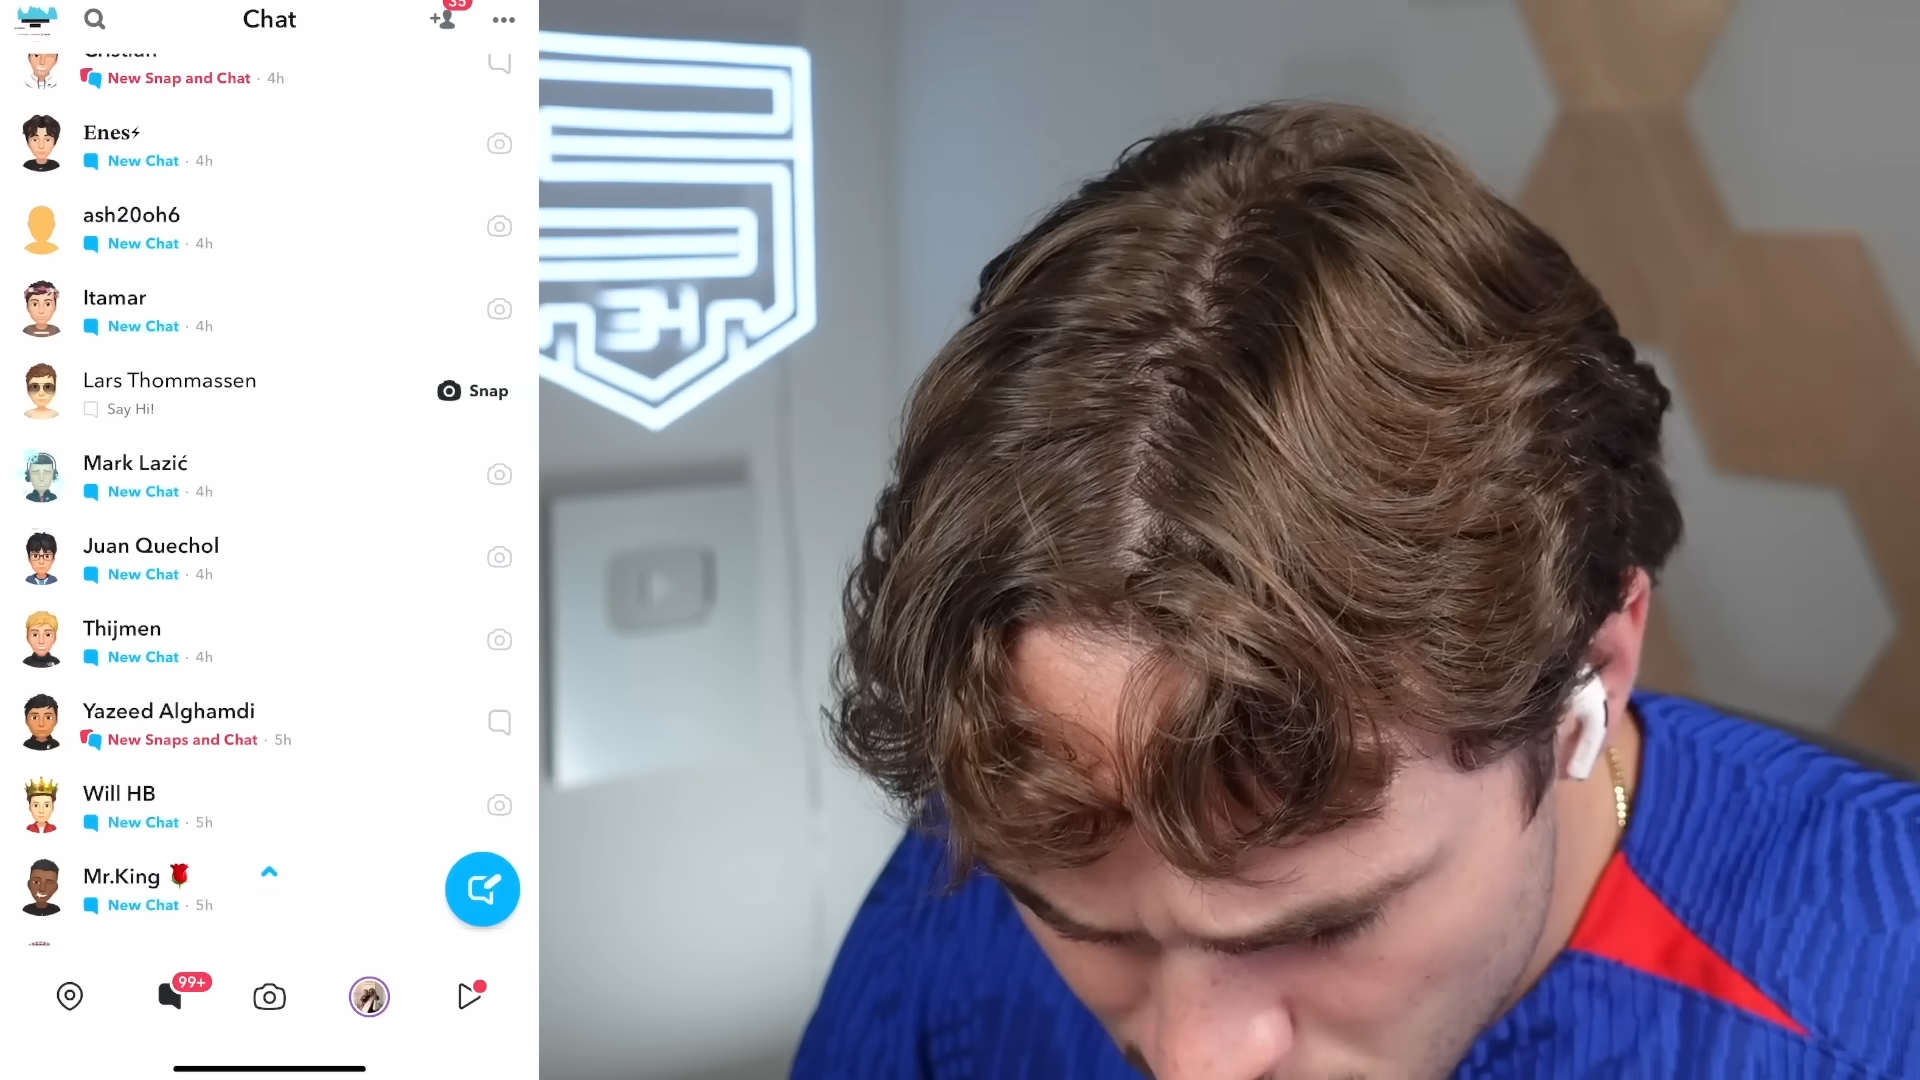 Chat
35
Cristian
New Snap and Chat · 4h
Enes⚡
New Chat · 4h
ash20oh6
New Chat · 4h
Itamar
New Chat · 4h
Lars Thommassen
Say Hi!
Snap
Mark Lazić
New Chat · 4h
Juan Quechol
New Chat · 4h
Thijmen
New Chat · 4h
Yazeed Alghamdi
New Snaps and Chat · 5h
Will HB
New Chat · 5h
Mr.King 🌹
New Chat · 5h
99+